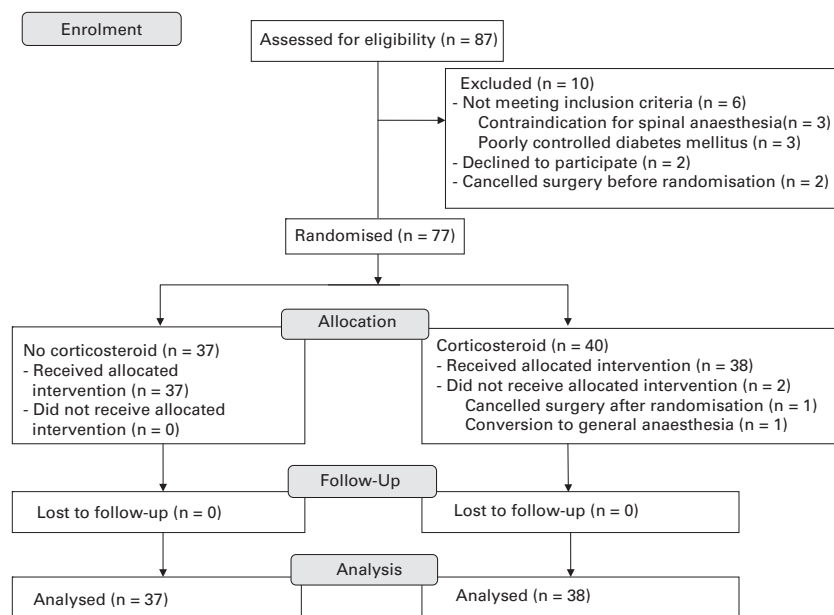 Enrolment
Assessed for eligibility (n = 87)
Excluded (n = 10)
- Not meeting inclusion criteria (n = 6)
Contraindication for spinal anaesthesia(n = 3)
Poorly controlled diabetes mellitus (n = 3)
- Declined to participate (n = 2)
- Cancelled surgery before randomisation (n = 2)
Randomised (n = 77)
Allocation
No corticosteroid (n = 37)
- Received allocated
intervention (n = 37)
- Did not receive allocated
intervention (n = 0)
Corticosteroid (n = 40)
- Received allocated intervention (n = 38)
- Did not receive allocated intervention (n = 2)
Cancelled surgery after randomisation (n = 1)
Conversion to general anaesthesia (n = 1)
Follow-Up
Lost to follow-up (n = 0)
Lost to follow-up (n = 0)
Analysis
Analysed (n = 37)
Analysed (n = 38)